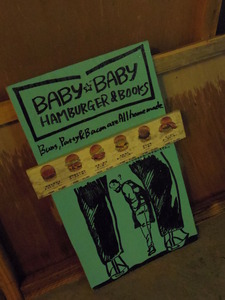 BABY☆BABY
HAMBURGER & BOOKS
Buns, Patty & Bacon are All homemade